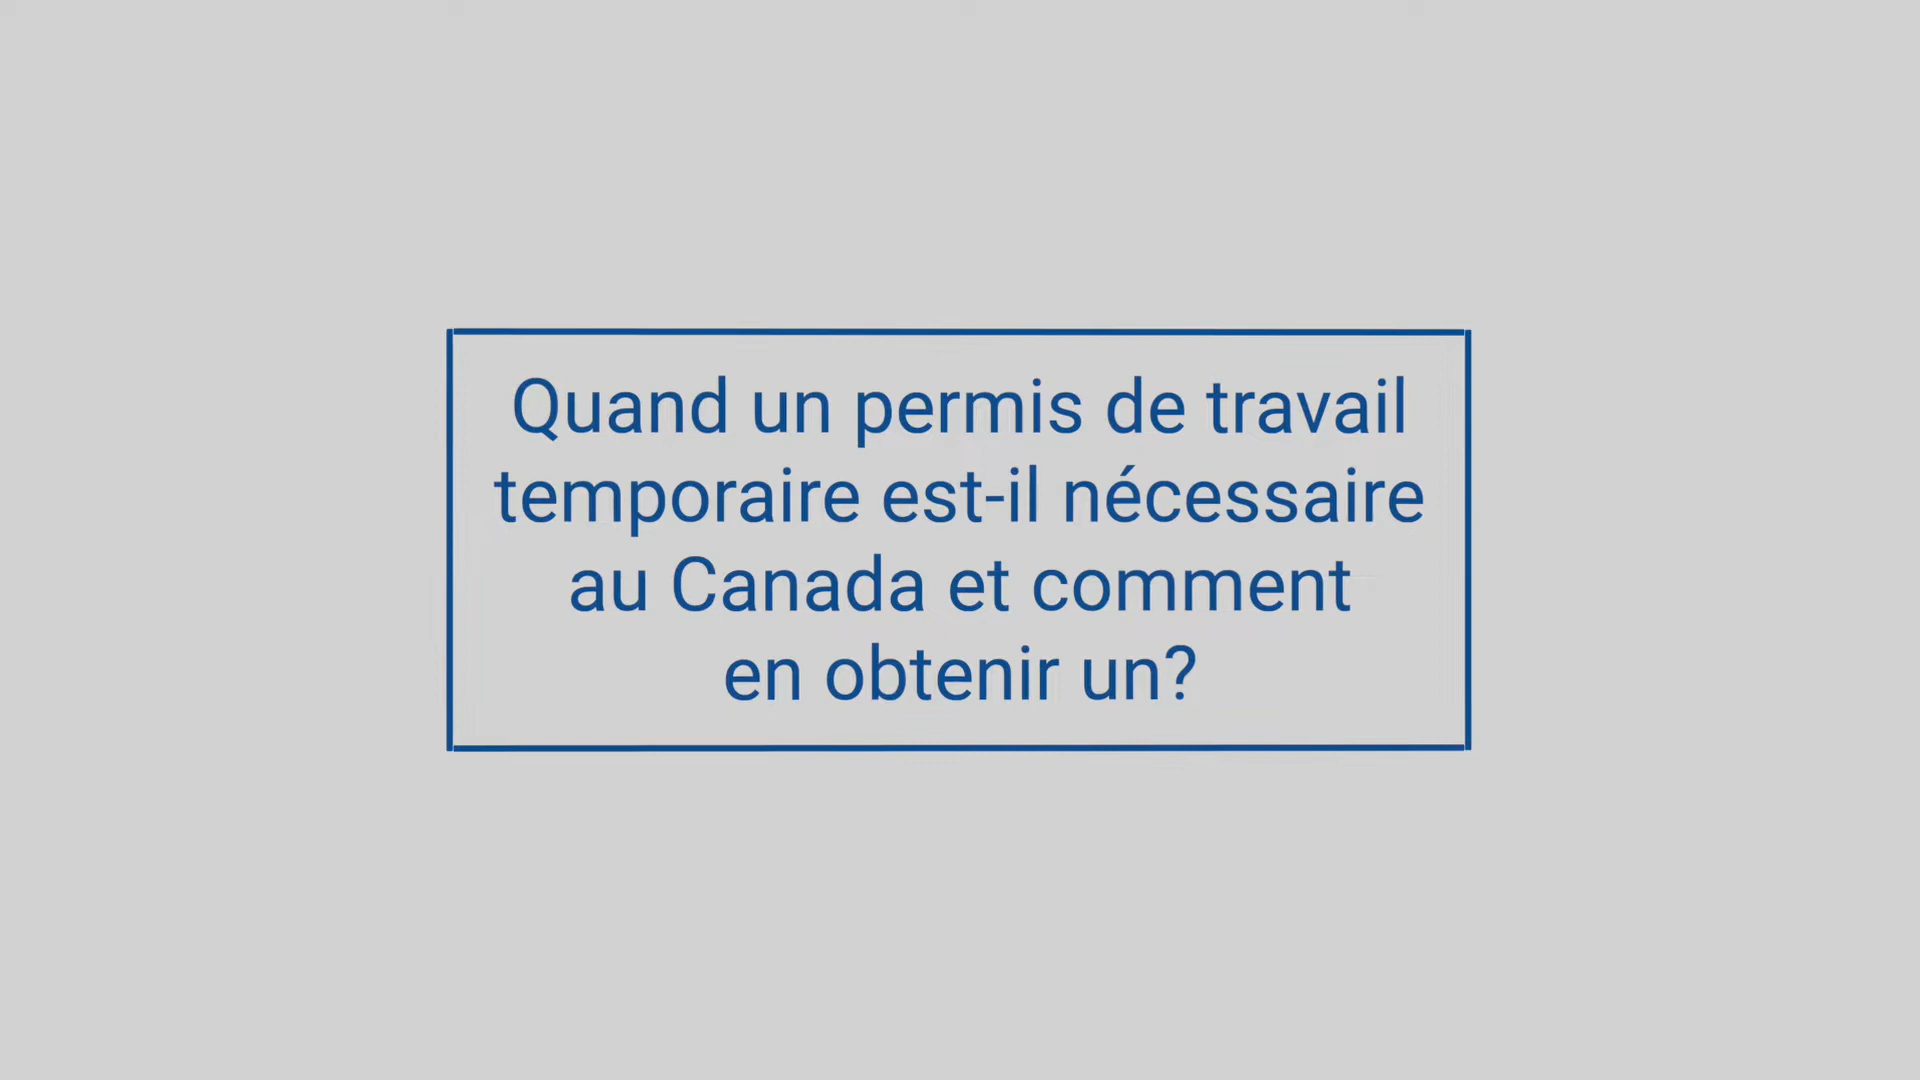 Quand un permis de travail
temporaire est-il nécessaire
au Canada et comment
en obtenir un?